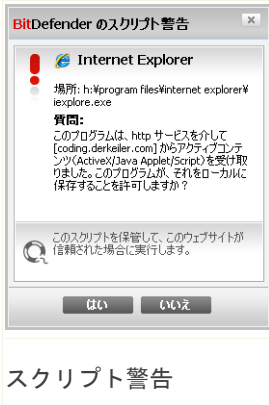 BitDefender のスクリプト警告
Internet Explorer
場所: h:¥program files¥internet explorer¥
iexplore.exe
質問:
このプログラムは、http サービスを介して
[coding.derkeiler.com] からアクティブコンテ
ンツ(ActiveX/Java Applet/Script)を受け取
りました。このプログラムが、それをローカルに
保存することを許可しますか？
このスクリプトを保管して、このウェブサイトが
信頼された場合に実行します。
はい いいえ
スクリプト警告